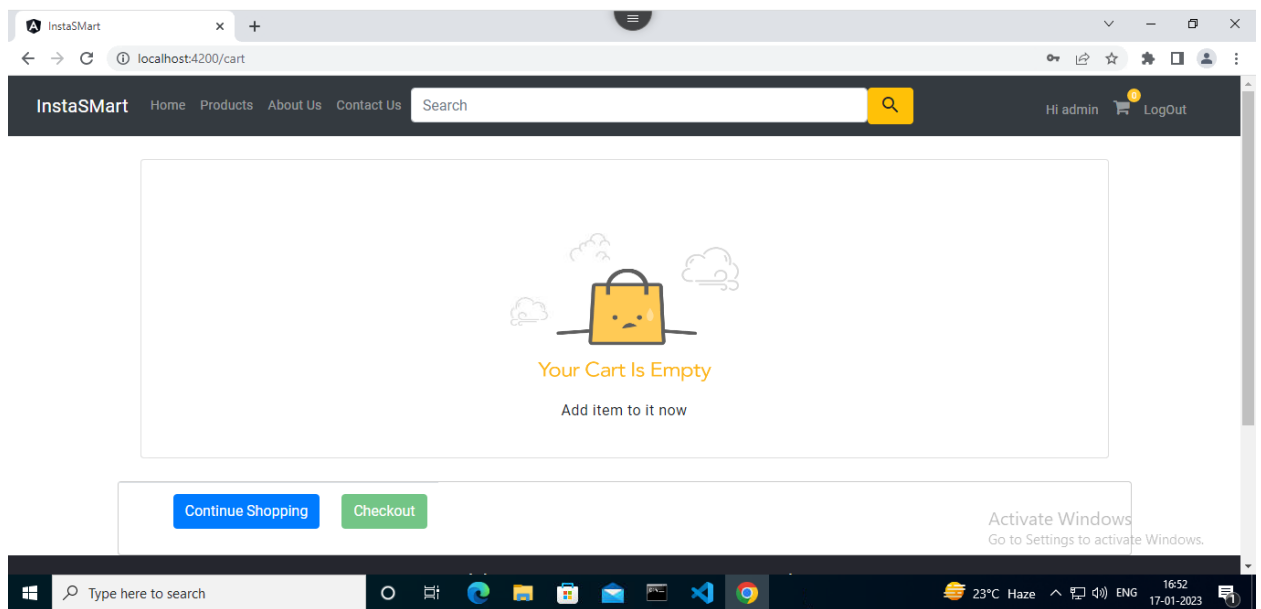 InstaSMart
localhost:4200/cart
InstaSMart Home Products About Us Contact Us Search Hi admin 0 LogOut
Your Cart Is Empty
Add item to it now
Continue Shopping Checkout
Activate Windows
Go to Settings to activate Windows.
Type here to search 23°C Haze ENG 16:52
17-01-2023 1